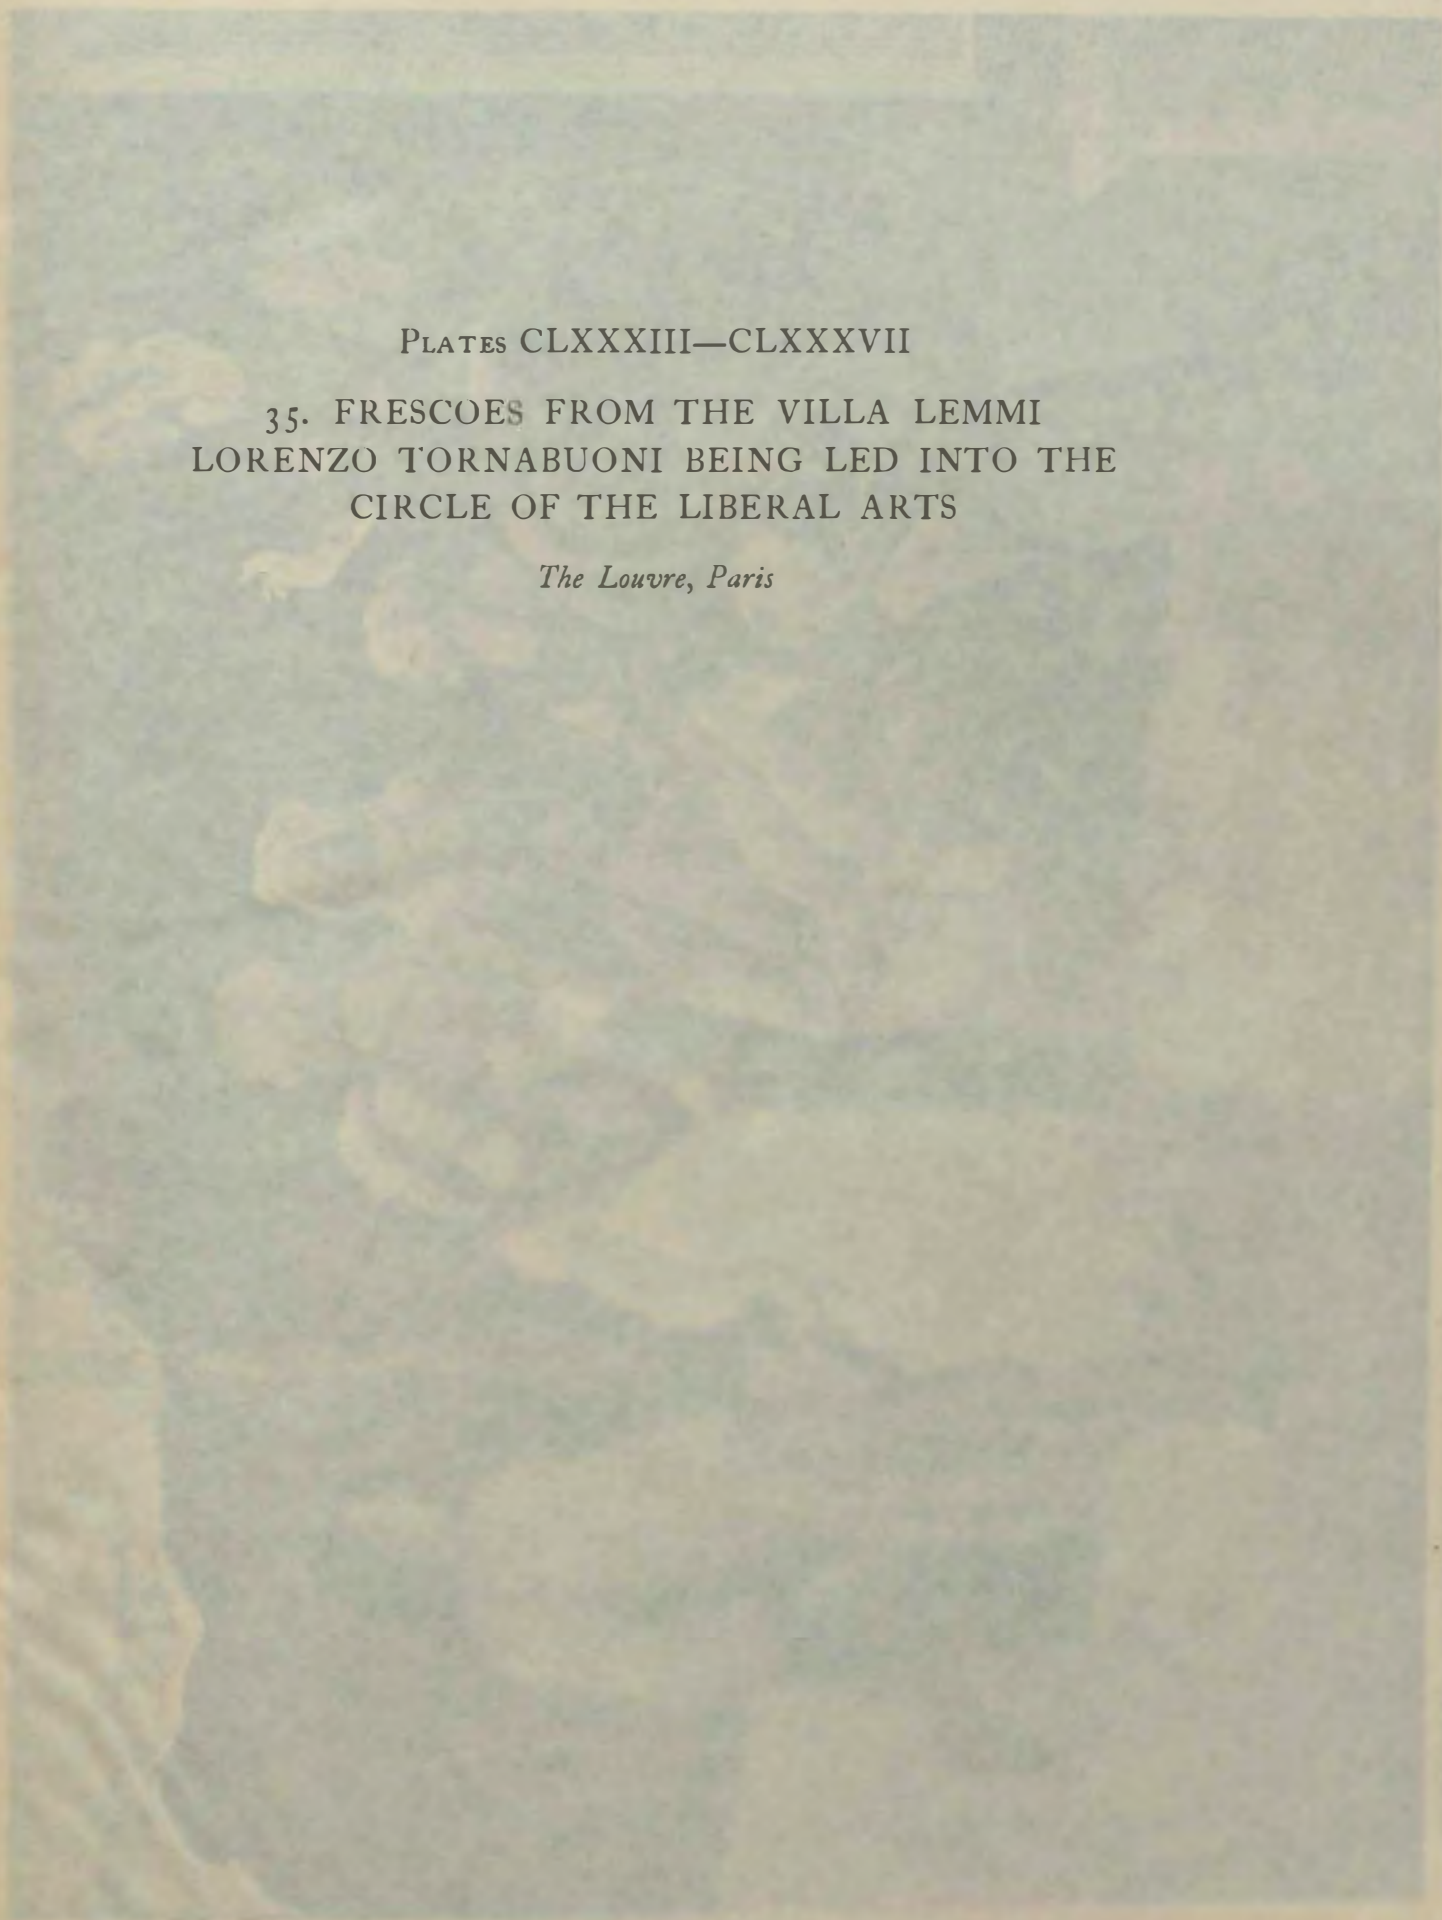 Plates CLXXXIII—CLXXXVII
35. FRESCOES FROM THE VILLA LEMMI
LORENZO TORNABUONI BEING LED INTO THE
CIRCLE OF THE LIBERAL ARTS
The Louvre, Paris